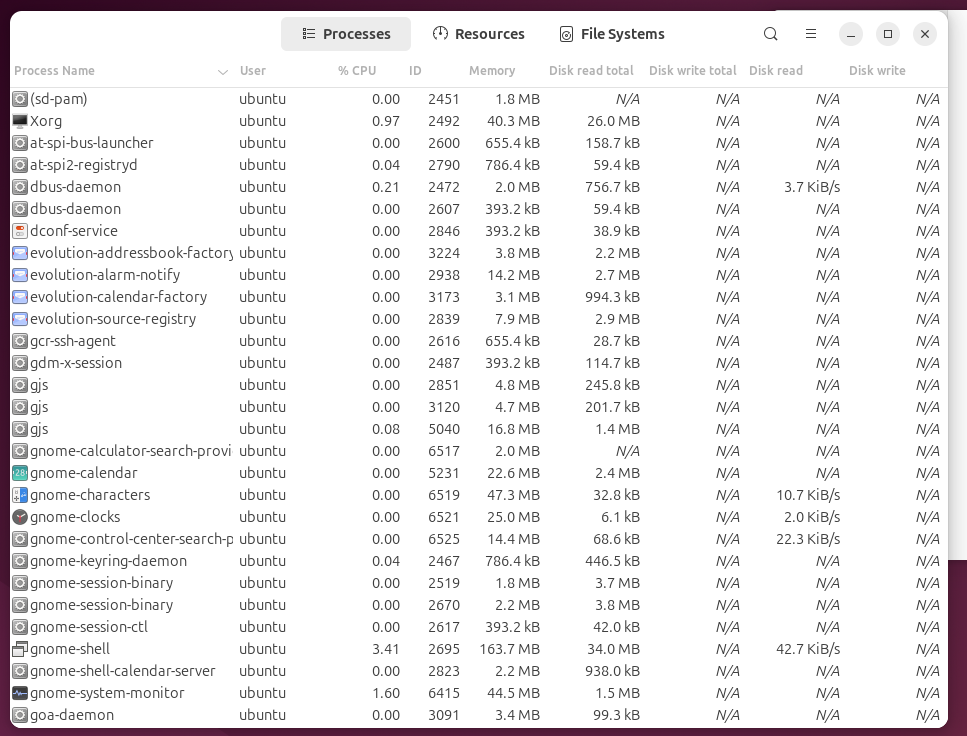 Processes Resources File Systems
Process Name User % CPU ID Memory Disk read total Disk write total Disk read Disk write
(sd-pam) ubuntu 0.00 2451 1.8 MB N/A N/A N/A N/A
Xorg ubuntu 0.97 2492 40.3 MB 26.0 MB N/A N/A N/A
at-spi-bus-launcher ubuntu 0.00 2600 655.4 kB 158.7 kB N/A N/A N/A
at-spi2-registryd ubuntu 0.04 2790 786.4 kB 59.4 kB N/A N/A N/A
dbus-daemon ubuntu 0.21 2472 2.0 MB 756.7 kB N/A 3.7 KiB/s N/A
dbus-daemon ubuntu 0.00 2607 393.2 kB 59.4 kB N/A N/A N/A
dconf-service ubuntu 0.00 2846 393.2 kB 38.9 kB N/A N/A N/A
evolution-addressbook-factory ubuntu 0.00 3224 3.8 MB 2.2 MB N/A N/A N/A
evolution-alarm-notify ubuntu 0.00 2938 14.2 MB 2.7 MB N/A N/A N/A
evolution-calendar-factory ubuntu 0.00 3173 3.1 MB 994.3 kB N/A N/A N/A
evolution-source-registry ubuntu 0.00 2839 7.9 MB 2.9 MB N/A N/A N/A
gcr-ssh-agent ubuntu 0.00 2616 655.4 kB 28.7 kB N/A N/A N/A
gdm-x-session ubuntu 0.00 2487 393.2 kB 114.7 kB N/A N/A N/A
gjs ubuntu 0.00 2851 4.8 MB 245.8 kB N/A N/A N/A
gjs ubuntu 0.00 3120 4.7 MB 201.7 kB N/A N/A N/A
gjs ubuntu 0.08 5040 16.8 MB 1.4 MB N/A N/A N/A
gnome-calculator-search-provi ubuntu 0.00 6517 2.0 MB N/A N/A N/A N/A
gnome-calendar ubuntu 0.00 5231 22.6 MB 2.4 MB N/A N/A N/A
gnome-characters ubuntu 0.00 6519 47.3 MB 32.8 kB N/A 10.7 KiB/s N/A
gnome-clocks ubuntu 0.00 6521 25.0 MB 6.1 kB N/A 2.0 KiB/s N/A
gnome-control-center-search-p ubuntu 0.00 6525 14.4 MB 68.6 kB N/A 22.3 KiB/s N/A
gnome-keyring-daemon ubuntu 0.04 2467 786.4 kB 446.5 kB N/A N/A N/A
gnome-session-binary ubuntu 0.00 2519 1.8 MB 3.7 MB N/A N/A N/A
gnome-session-binary ubuntu 0.00 2670 2.2 MB 3.8 MB N/A N/A N/A
gnome-session-ctl ubuntu 0.00 2617 393.2 kB 42.0 kB N/A N/A N/A
gnome-shell ubuntu 3.41 2695 163.7 MB 34.0 MB N/A 42.7 KiB/s N/A
gnome-shell-calendar-server ubuntu 0.00 2823 2.2 MB 938.0 kB N/A N/A N/A
gnome-system-monitor ubuntu 1.60 6415 44.5 MB 1.5 MB N/A N/A N/A
goa-daemon ubuntu 0.00 3091 3.4 MB 99.3 kB N/A N/A N/A